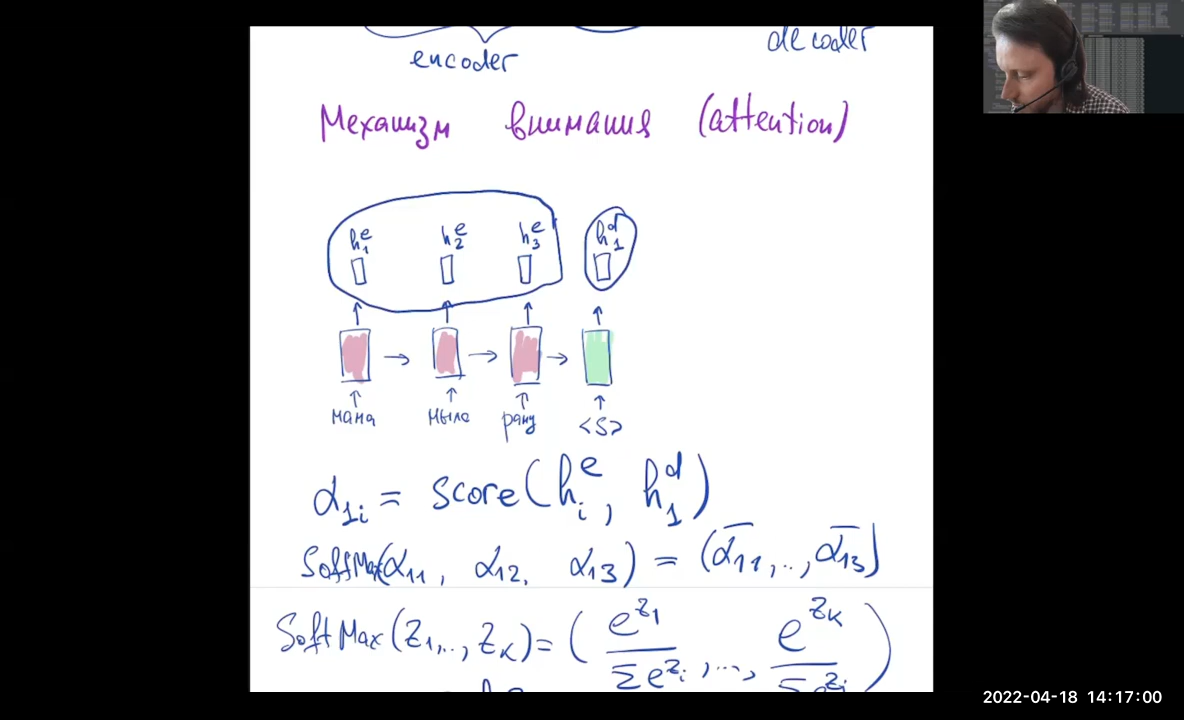 encoder decoder
Механизм внимания (attention)
h₁ᵉ h₂ᵉ h₃ᵉ h₁ᵈ
мама мыла раму <S>
α₁ᵢ = score(hᵢᵉ, h₁ᵈ)
SoftMax(α₁₁, α₁₂, α₁₃) = (ᾱ₁₁, .., ᾱ₁₃)
SoftMax(z₁, .., zₖ) = (e^{z₁}/Σe^{zᵢ}, ..., e^{zₖ}/Σe^{zᵢ})
2022-04-18 14:17:00